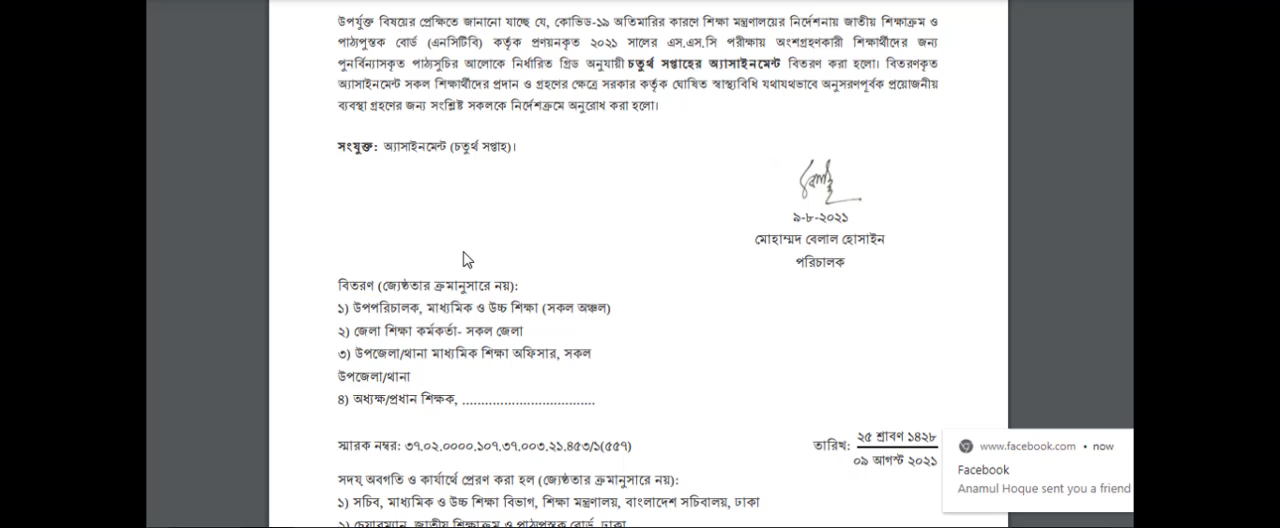 উপর্যুক্ত বিষয়ের প্রেক্ষিতে জানানো যাচ্ছে যে, কোভিড-১৯ অতিমারির কারণে শিক্ষা মন্ত্রণালয়ের নির্দেশনায় জাতীয় শিক্ষাক্রম ও
পাঠ্যপুস্তক বোর্ড (এনসিটিবি) কর্তৃক প্রণয়নকৃত ২০২১ সালের এস.এস.সি পরীক্ষায় অংশগ্রহণকারী শিক্ষার্থীদের জন্য
পুনর্বিন্যাসকৃত পাঠ্যসুচির আলোকে নির্ধারিত গ্রিড অনুযায়ী চতুর্থ সপ্তাহের অ্যাসাইনমেন্ট বিতরণ করা হলো। বিতরণকৃত
অ্যাসাইনমেন্ট সকল শিক্ষার্থীদের প্রদান ও গ্রহণের ক্ষেত্রে সরকার কর্তৃক ঘোষিত স্বাস্থ্যবিধি যথাযথভাবে অনুসরণপূর্বক প্রয়োজনীয়
ব্যবস্থা গ্রহণের জন্য সংশ্লিষ্ট সকলকে নির্দেশক্রমে অনুরোধ করা হলো।
সংযুক্ত: অ্যাসাইনমেন্ট (চতুর্থ সপ্তাহ)।
৯-৮-২০২১
মোহাম্মদ বেলাল হোসাইন
পরিচালক
বিতরণ (জ্যেষ্ঠতার ক্রমানুসারে নয়):
১) উপপরিচালক, মাধ্যমিক ও উচ্চ শিক্ষা (সকল অঞ্চল)
২) জেলা শিক্ষা কর্মকর্তা- সকল জেলা
৩) উপজেলা/থানা মাধ্যমিক শিক্ষা অফিসার, সকল
উপজেলা/থানা
৪) অধ্যক্ষ/প্রধান শিক্ষক, ..................................
স্মারক নম্বর: ৩৭.০২.০০০০.১০৭.৩৭.০০৩.২১.৪৫৩/১(৫৫৭)
তারিখ: ২৫ শ্রাবণ ১৪২৮
০৯ আগস্ট ২০২১
www.facebook.com • now
Facebook
Anamul Hoque sent you a friend
সদয় অবগতি ও কার্যার্থে প্রেরণ করা হল (জ্যেষ্ঠতার ক্রমানুসারে নয়):
১) সচিব, মাধ্যমিক ও উচ্চ শিক্ষা বিভাগ, শিক্ষা মন্ত্রণালয়, বাংলাদেশ সচিবালয়, ঢাকা
২) চেয়ারম্যান, জাতীয় শিক্ষাক্রম ও পাঠ্যপুস্তক বোর্ড, ঢাকা